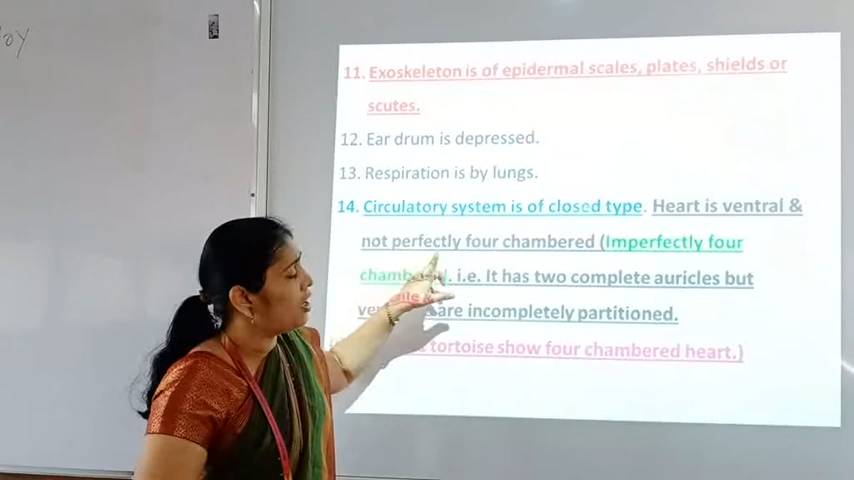 oy
11. Exoskeleton is of epidermal scales, plates, shields or
scutes.
12. Ear drum is depressed.
13. Respiration is by lungs.
14. Circulatory system is of closed type. Heart is ventral &
not perfectly four chambered (Imperfectly four
i.e. It has two complete auricles but
are incompletely partitioned.
tortoise show four chambered heart.)